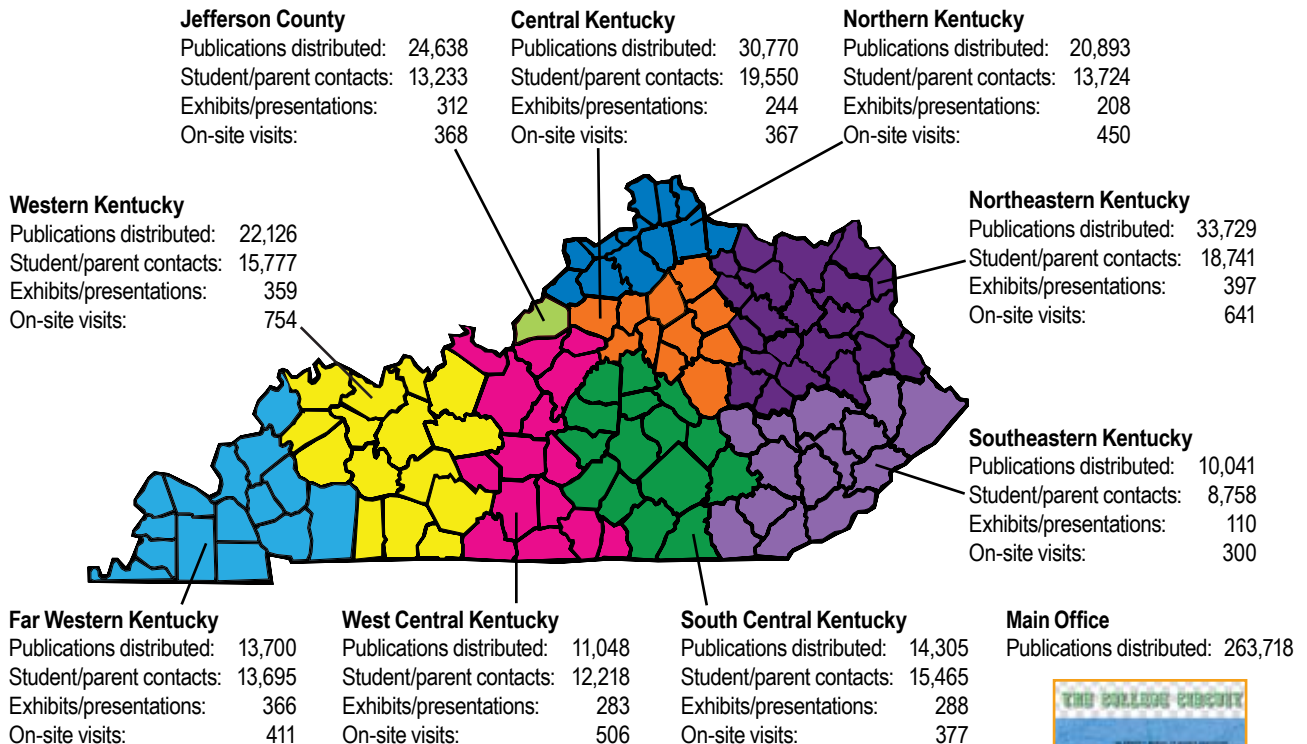 Jefferson County
Publications distributed: 24,638
Student/parent contacts: 13,233
Exhibits/presentations: 312
On-site visits: 368
Central Kentucky
Publications distributed: 30,770
Student/parent contacts: 19,550
Exhibits/presentations: 244
On-site visits: 367
Northern Kentucky
Publications distributed: 20,893
Student/parent contacts: 13,724
Exhibits/presentations: 208
On-site visits: 450
Western Kentucky
Publications distributed: 22,126
Student/parent contacts: 15,777
Exhibits/presentations: 359
On-site visits: 754
Northeastern Kentucky
Publications distributed: 33,729
Student/parent contacts: 18,741
Exhibits/presentations: 397
On-site visits: 641
Southeastern Kentucky
Publications distributed: 10,041
Student/parent contacts: 8,758
Exhibits/presentations: 110
On-site visits: 300
Far Western Kentucky
Publications distributed: 13,700
Student/parent contacts: 13,695
Exhibits/presentations: 366
On-site visits: 411
West Central Kentucky
Publications distributed: 11,048
Student/parent contacts: 12,218
Exhibits/presentations: 283
On-site visits: 506
South Central Kentucky
Publications distributed: 14,305
Student/parent contacts: 15,465
Exhibits/presentations: 288
On-site visits: 377
Main Office
Publications distributed: 263,718
THE COLLEGE CIRCUIT